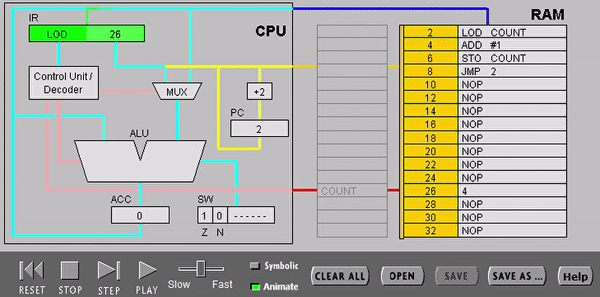 IR
CPU
RAM
LOD 26
2 LOD COUNT
4 ADD #1
6 STO COUNT
8 JMP 2
10 NOP
12 NOP
14 NOP
16 NOP
18 NOP
20 NOP
22 NOP
24 NOP
26 4
28 NOP
30 NOP
32 NOP
Control Unit /
Decoder
MUX
+2
PC
2
ALU
COUNT
ACC
0
SW
1 0 ------
Z N
RESET
STOP
STEP
PLAY
Slow Fast
Symbolic
Animate
CLEAR ALL
OPEN
SAVE
SAVE AS ...
Help